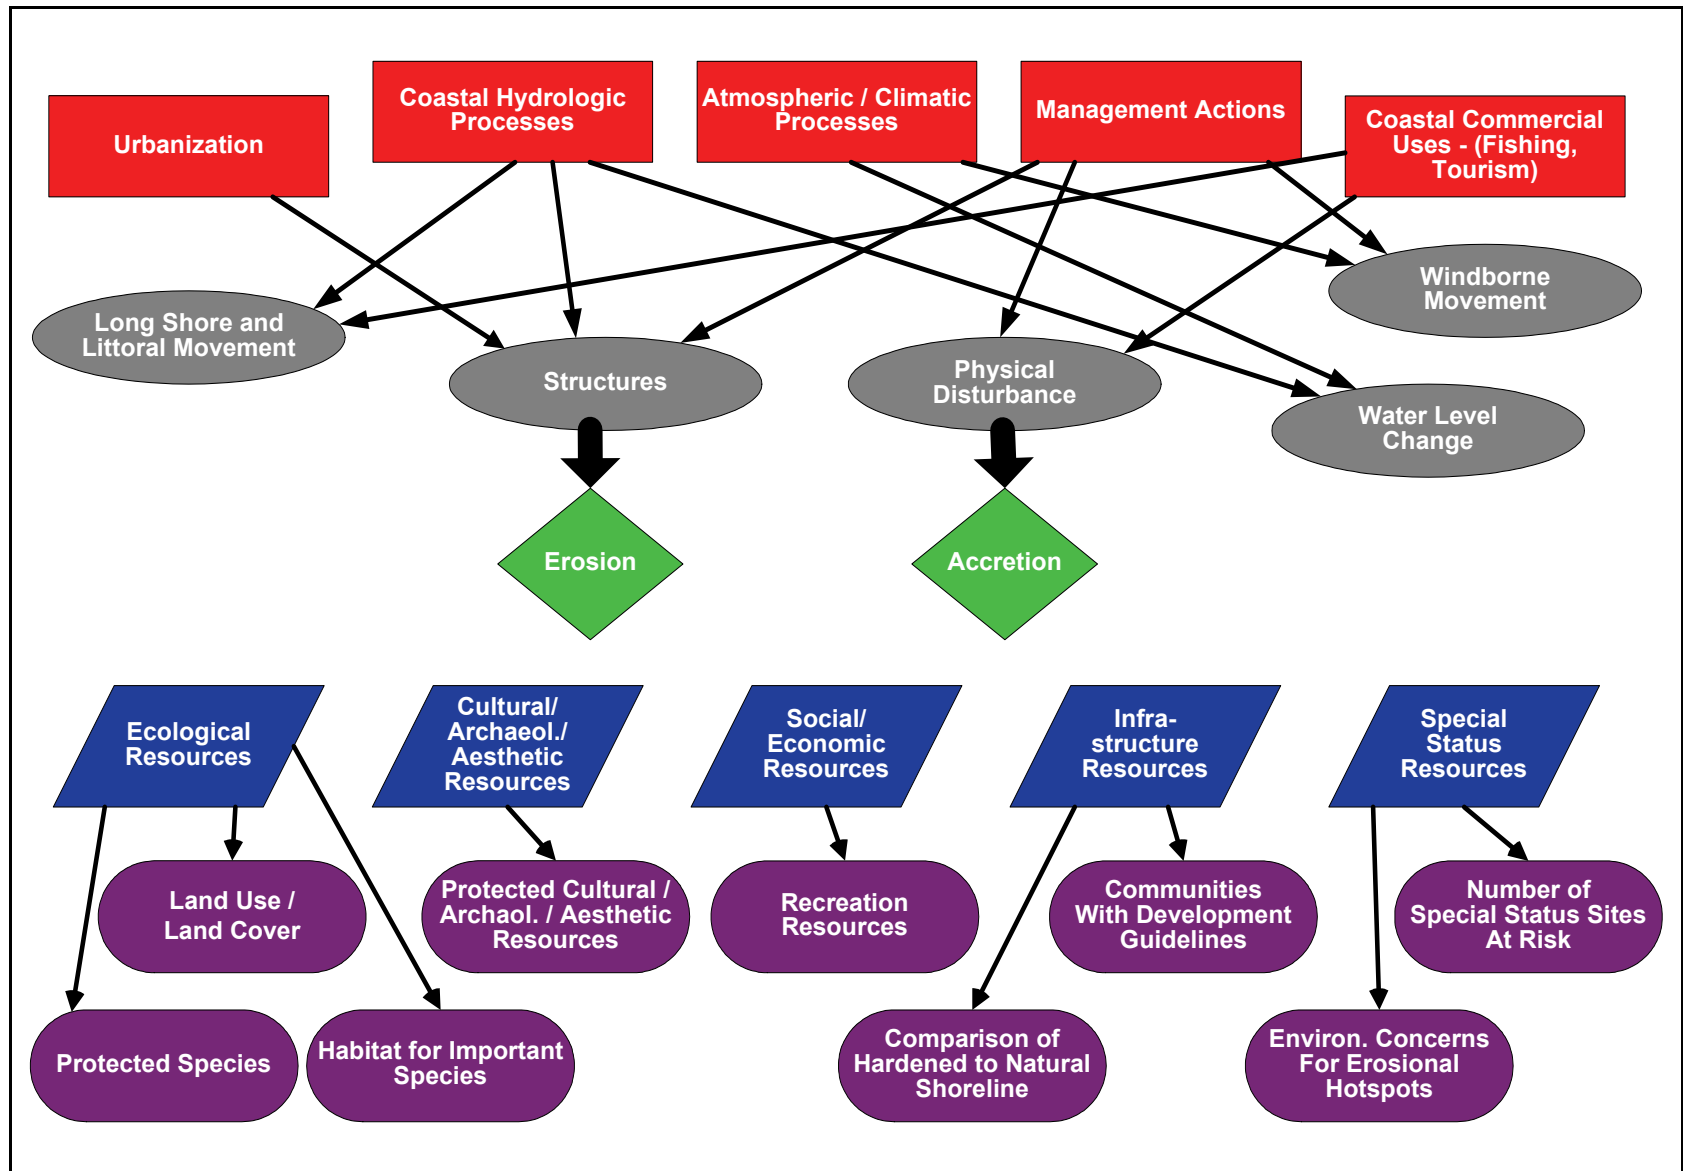 Urbanization
Coastal Hydrologic
Processes
Atmospheric / Climatic
Processes
Management Actions
Coastal Commercial
Uses - (Fishing,
Tourism)
Long Shore and
Littoral Movement
Structures
Physical
Disturbance
Windborne
Movement
Water Level
Change
Erosion
Accretion
Ecological
Resources
Cultural/
Archaeol./
Aesthetic
Resources
Social/
Economic
Resources
Infra-
structure
Resources
Special
Status
Resources
Land Use /
Land Cover
Protected Cultural /
Archaol. / Aesthetic
Resources
Recreation
Resources
Communities
With Development
Guidelines
Number of
Special Status Sites
At Risk
Protected Species
Habitat for Important
Species
Comparison of
Hardened to Natural
Shoreline
Environ. Concerns
For Erosional
Hotspots